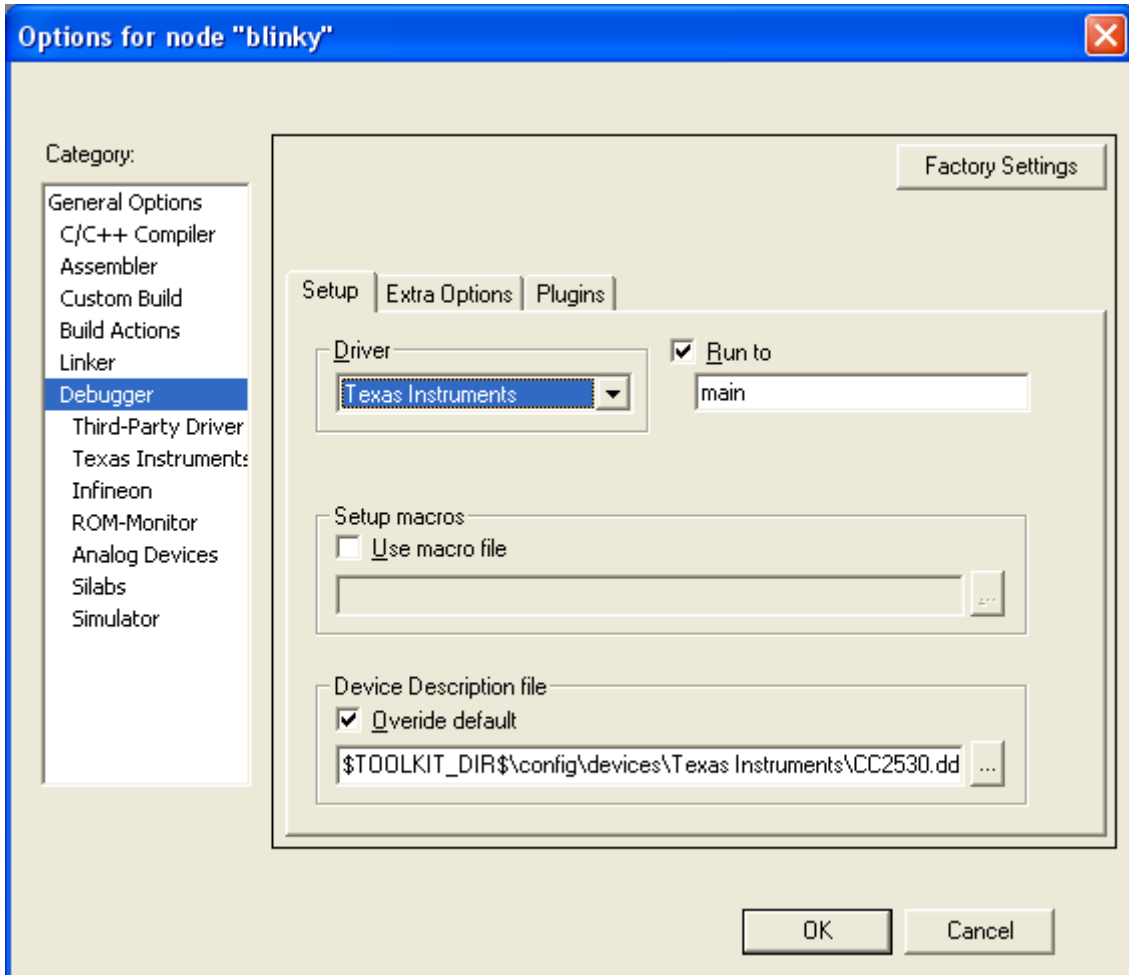 Options for node "blinky"
Category:
General Options
C/C++ Compiler
Assembler
Custom Build
Build Actions
Linker
Debugger
Third-Party Driver
Texas Instruments
Infineon
ROM-Monitor
Analog Devices
Silabs
Simulator
Factory Settings
Setup
Extra Options
Plugins
Driver
Texas Instruments
Run to
main
Setup macros
Use macro file
...
Device Description file
Overide default
$TOOLKIT_DIR$\config\devices\Texas Instruments\CC2530.dd
...
OK
Cancel